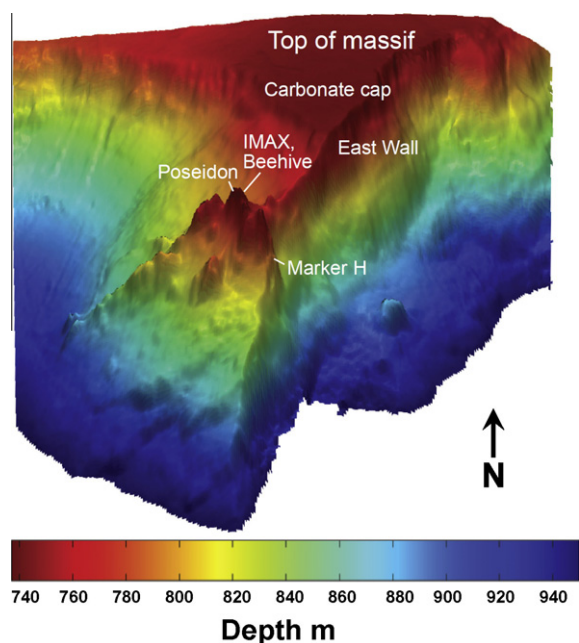 Top of massif
Carbonate cap
IMAX,
Beehive
East Wall
Poseidon
Marker H
N
740 760 780 800 820 840 860 880 900 920 940
Depth m